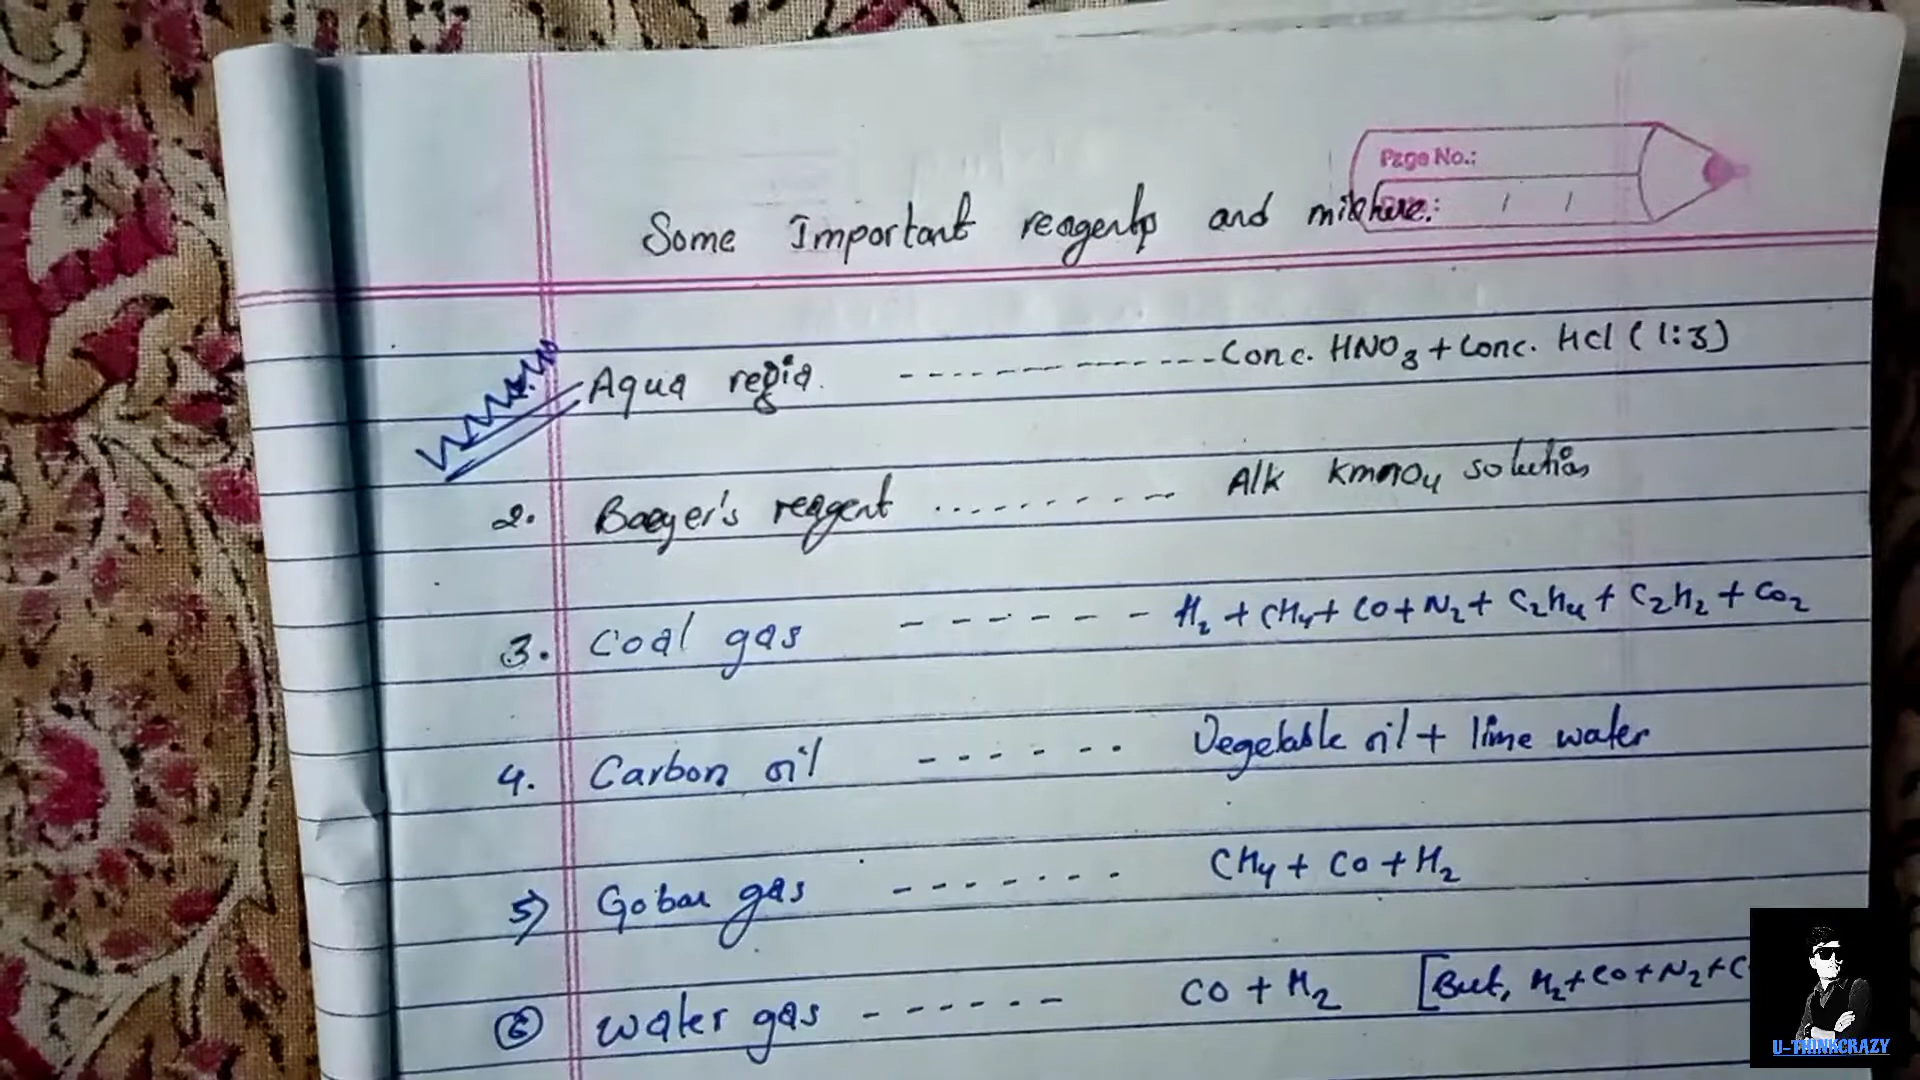 Page No.:
Some Important reagents and mixture.
Aqua regia. ------------ Conc. HNO3 + Conc. HCl (1:3)
2. Baeyer's reagent ......... Alk KMnO4 solution
3. Coal gas ------ H2 + CH4 + CO + N2 + C2H4 + C2H2 + CO2
4. Carbon oil ------ Vegetable oil + lime water
5) Gobar gas ------- CH4 + CO + H2
6 Water gas ----- CO + H2 [But, H2 + CO + N2 + C
U-THINKCRAZY